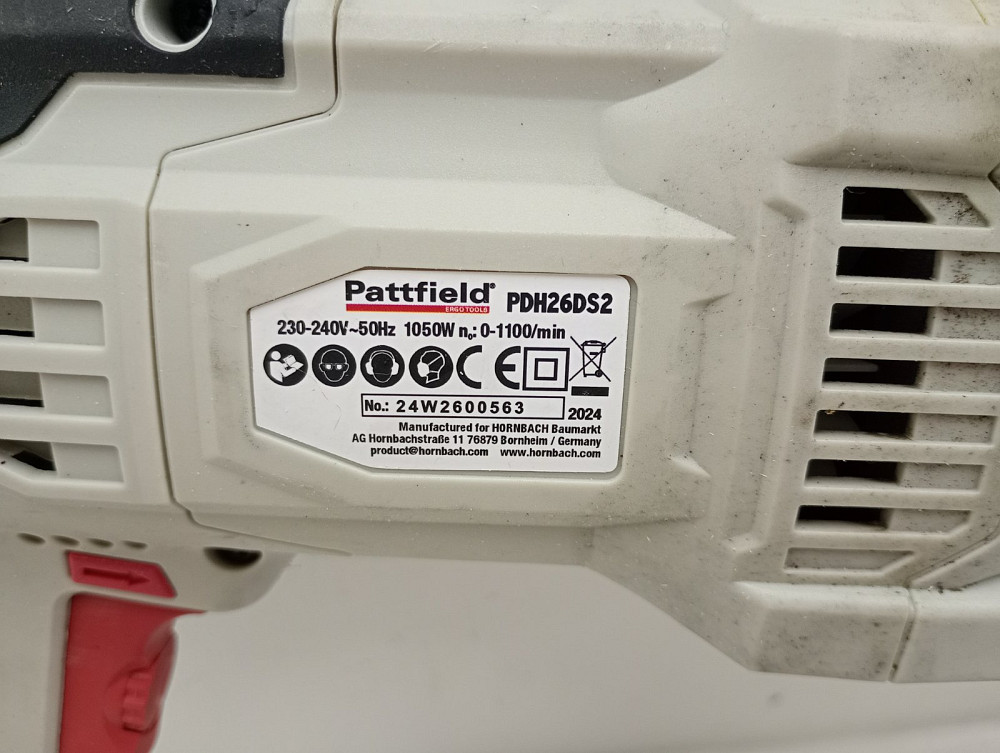 Pattfield® PDH26DS2
ERGO TOOLS
230-240V~50Hz 1050W n₀: 0-1100/min
CE
No.: 24W2600563
2024
Manufactured for HORNBACH Baumarkt
AG Hornbachstraße 11 76879 Bornheim / Germany
product@hornbach.com www.hornbach.com